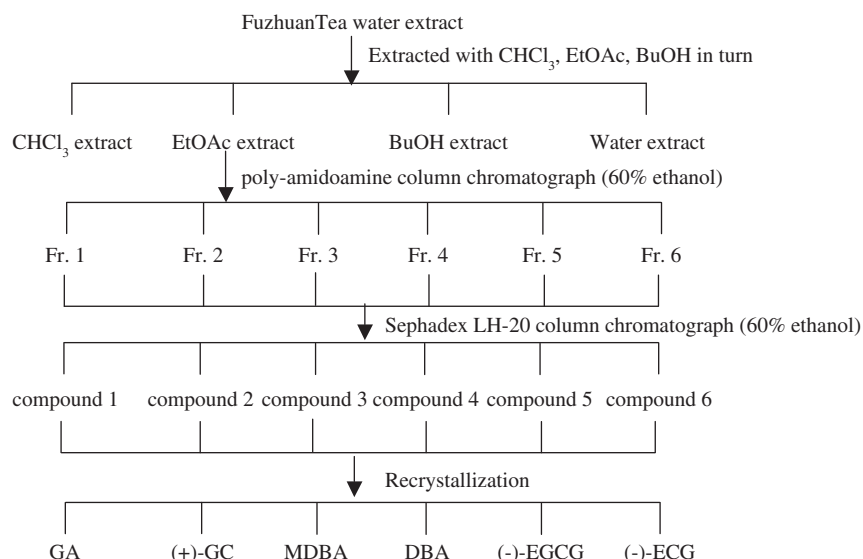 FuzhuanTea water extract
Extracted with CHCl3, EtOAc, BuOH in turn
CHCl3 extract EtOAc extract BuOH extract Water extract
poly-amidoamine column chromatograph (60% ethanol)
Fr. 1 Fr. 2 Fr. 3 Fr. 4 Fr. 5 Fr. 6
Sephadex LH-20 column chromatograph (60% ethanol)
compound 1 compound 2 compound 3 compound 4 compound 5 compound 6
Recrystallization
GA (+)-GC MDBA DBA (-)-EGCG (-)-ECG